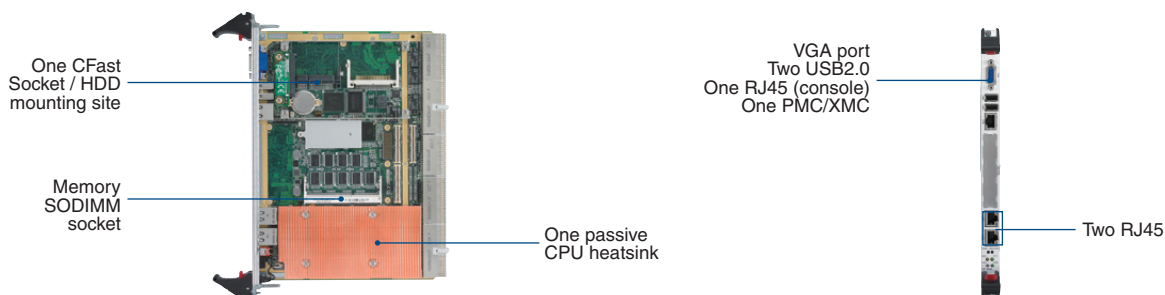 One CFast
Socket / HDD
mounting site
Memory
SODIMM
socket
One passive
CPU heatsink
VGA port
Two USB2.0
One RJ45 (console)
One PMC/XMC
Two RJ45